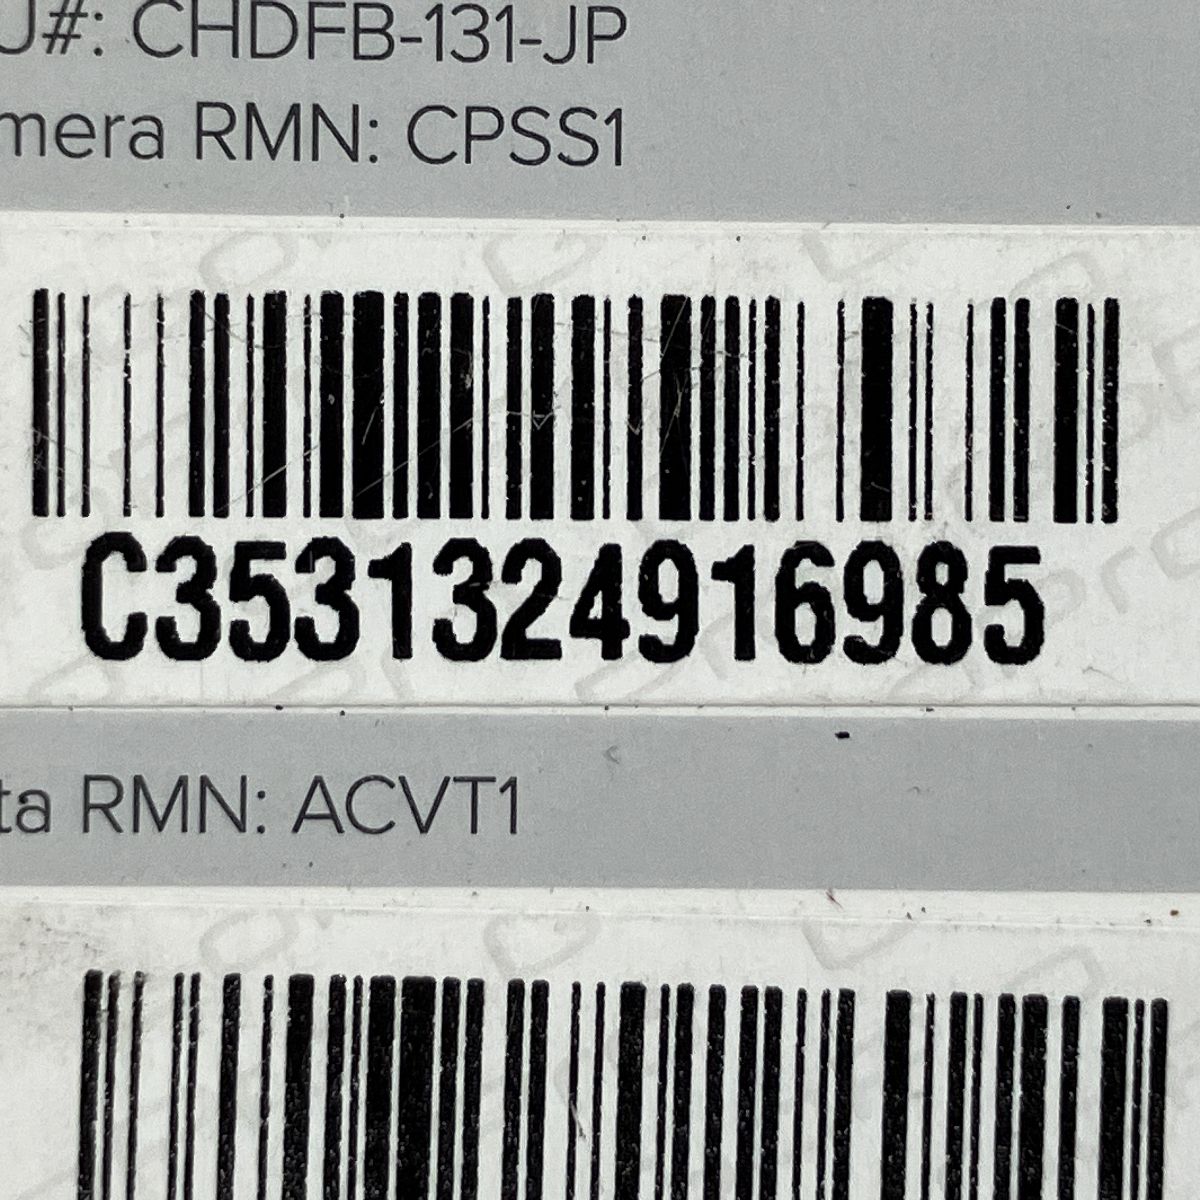 U#: CHDFB-131-JP
mera RMN: CPSS1
C3531324916985
ta RMN: ACVT1